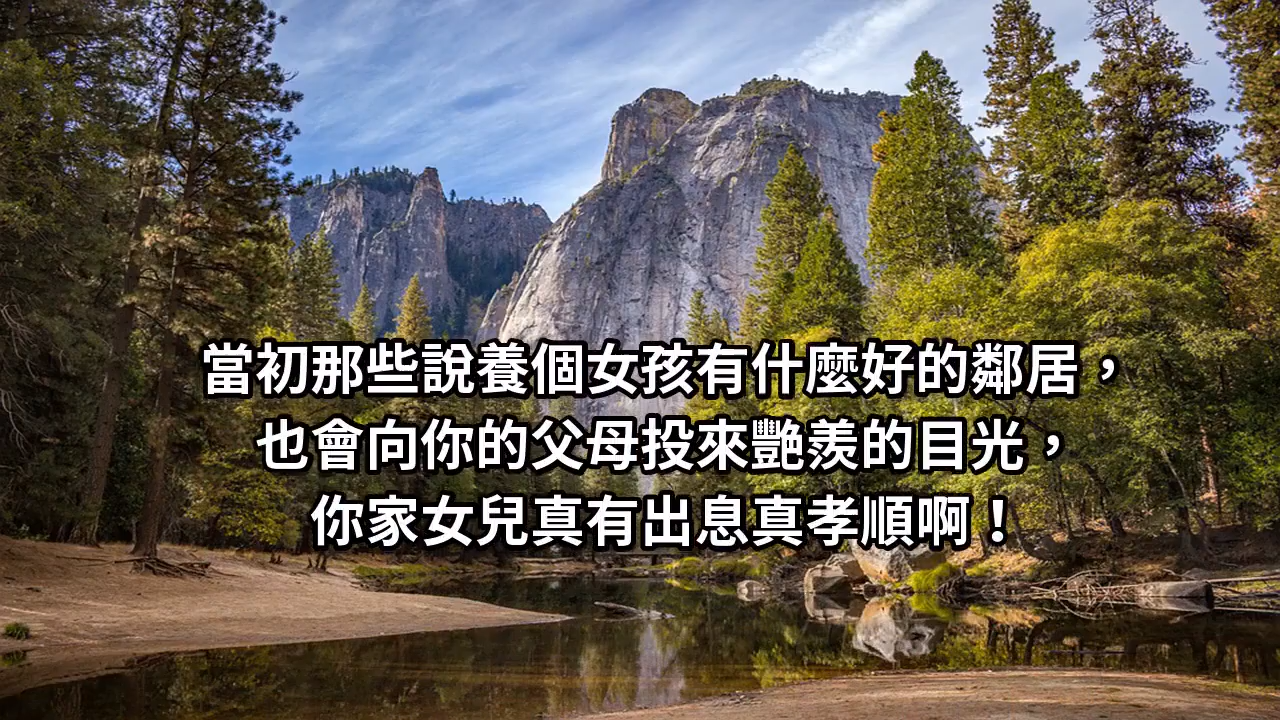 當初那些說養個女孩有什麼好的鄰居，
也會向你的父母投來艷羨的目光，
你家女兒真有出息真孝順啊！